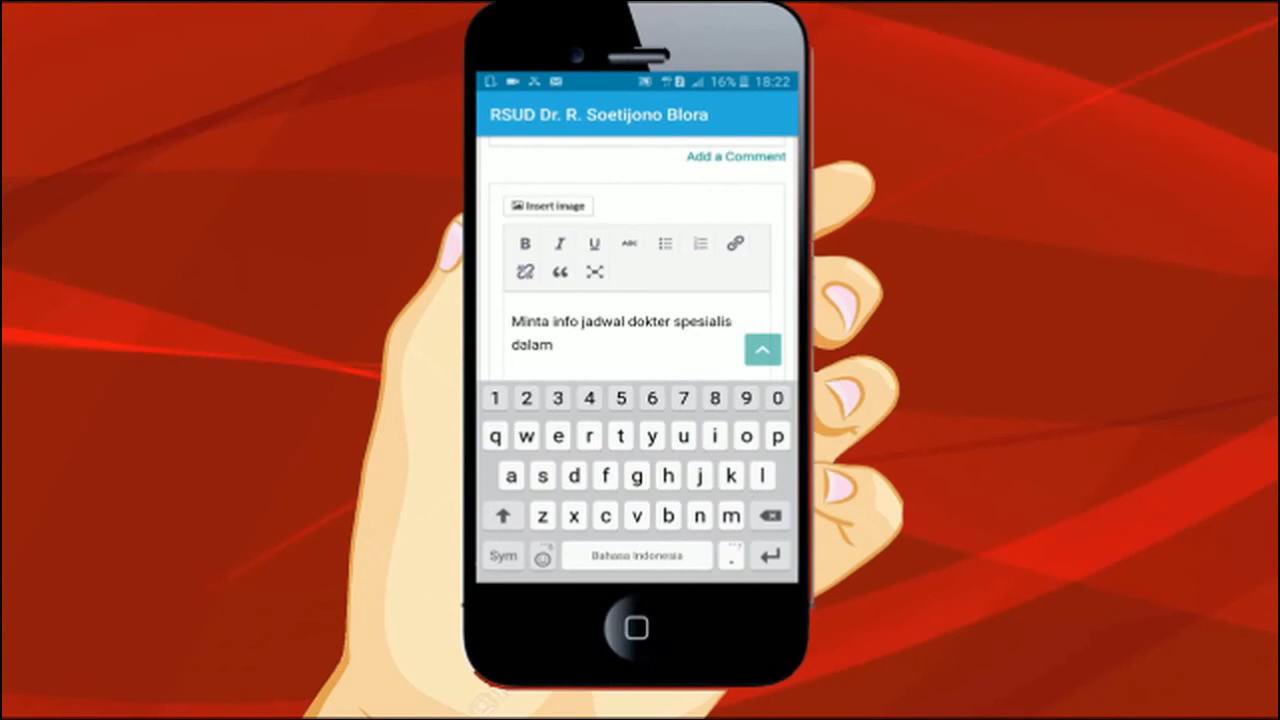 16% 18:22
RSUD Dr. R. Soetijono Blora
Add a Comment
Insert image
B I U ABC
Minta info jadwal dokter spesialis
dalam
1 2 3 4 5 6 7 8 9 0
q w e r t y u i o p
a s d f g h j k l
z x c v b n m
Sym Bahasa Indonesia .